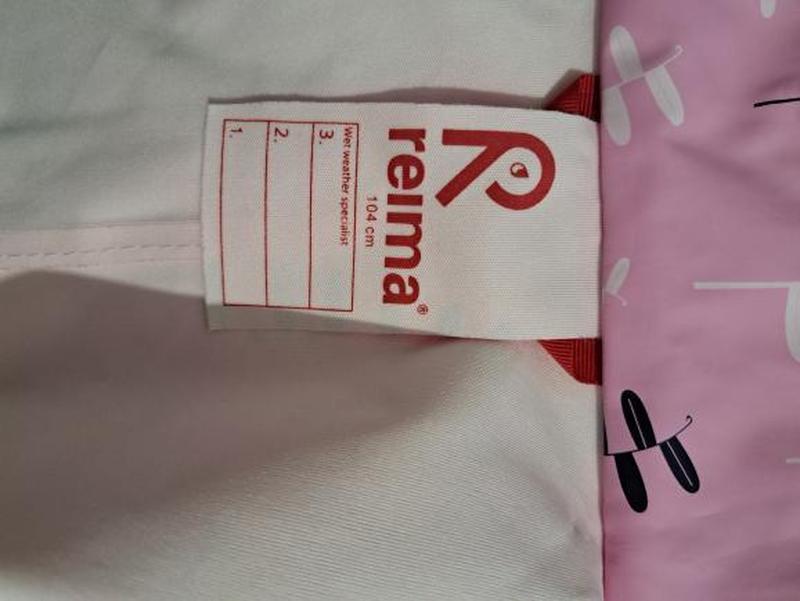 reima®
104 cm
Wet weather specialist
3.
2.
1.